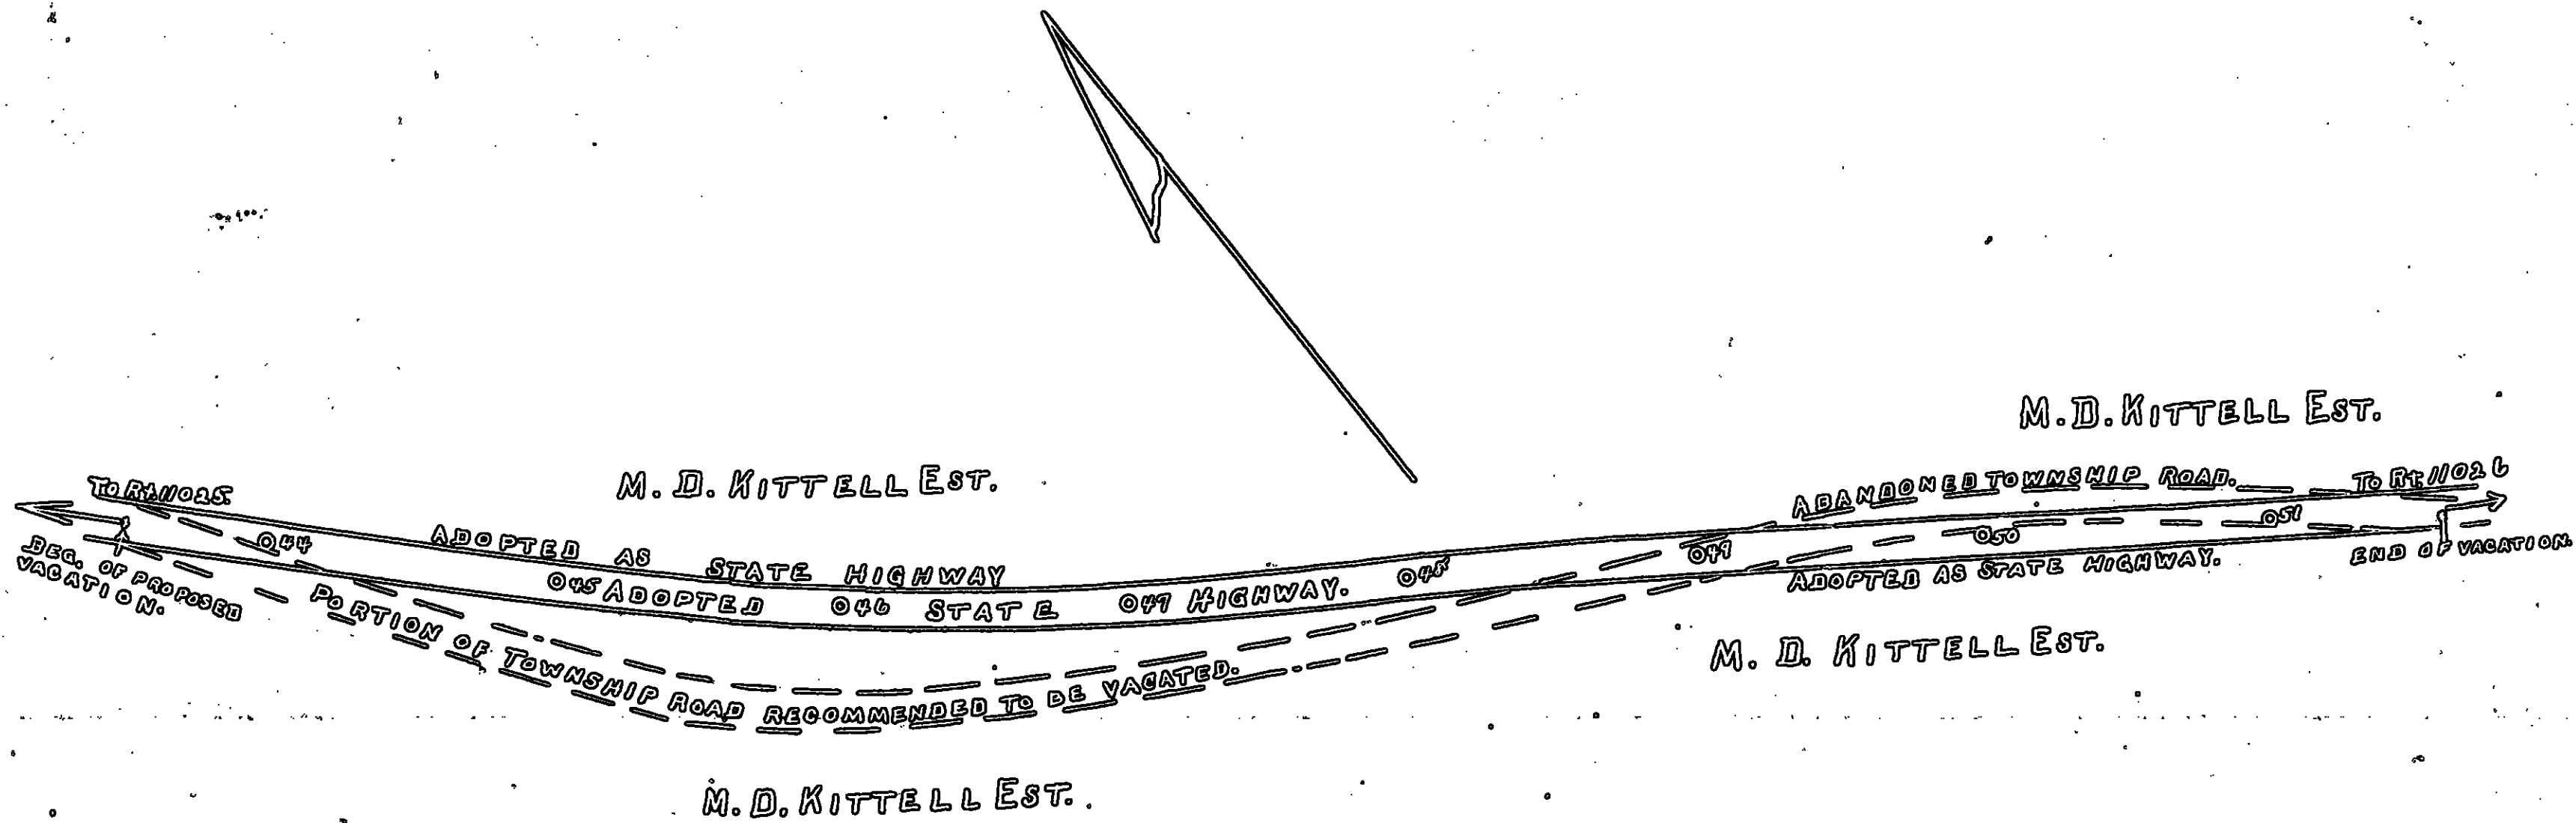 M.D. KITTELL EST.
M. D. KITTELL EST.
ABANDONED TOWNSHIP ROAD.
TO RT. 11026
TO RT. 11025.
ADOPTED AS STATE HIGHWAY
044
045 ADOPTED 046 STATE 047 HIGHWAY. 048
049
050
051
BEG. OF PROPOSED
VACATION.
ADOPTED AS STATE HIGHWAY.
END OF VACATION.
PORTION OF TOWNSHIP ROAD RECOMMENDED TO BE VACATED.
M. D. KITTELL EST.
M.D. KITTELL EST.